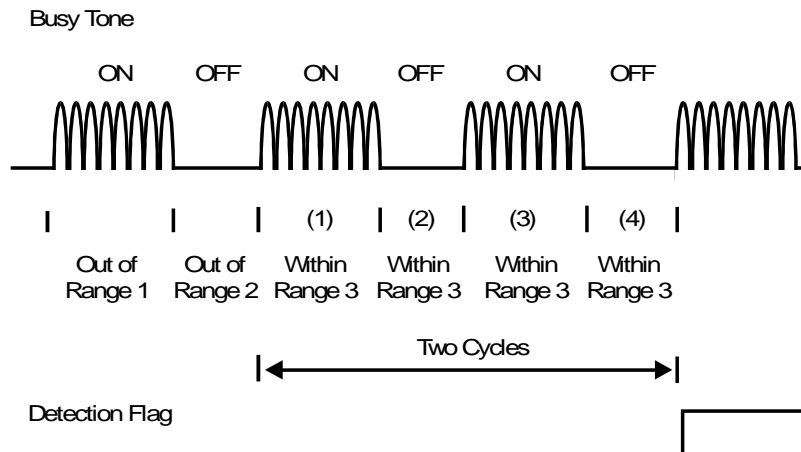 Busy Tone
ON OFF ON OFF ON OFF
(1) (2) (3) (4)
Out of Out of Within Within Within Within
Range 1 Range 2 Range 3 Range 3 Range 3 Range 3
Two Cycles
Detection Flag